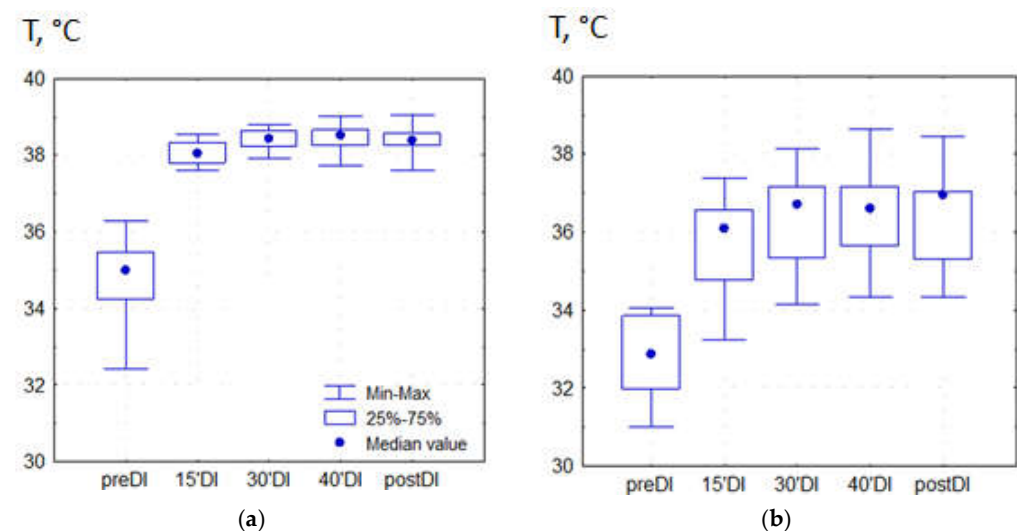 T, °C
40
38
36
34
32
30
preDI 15'DI 30'DI 40'DI postDI
Min-Max
25%-75%
Median value
(a)
T, °C
40
38
36
34
32
30
preDI 15'DI 30'DI 40'DI postDI
(b)